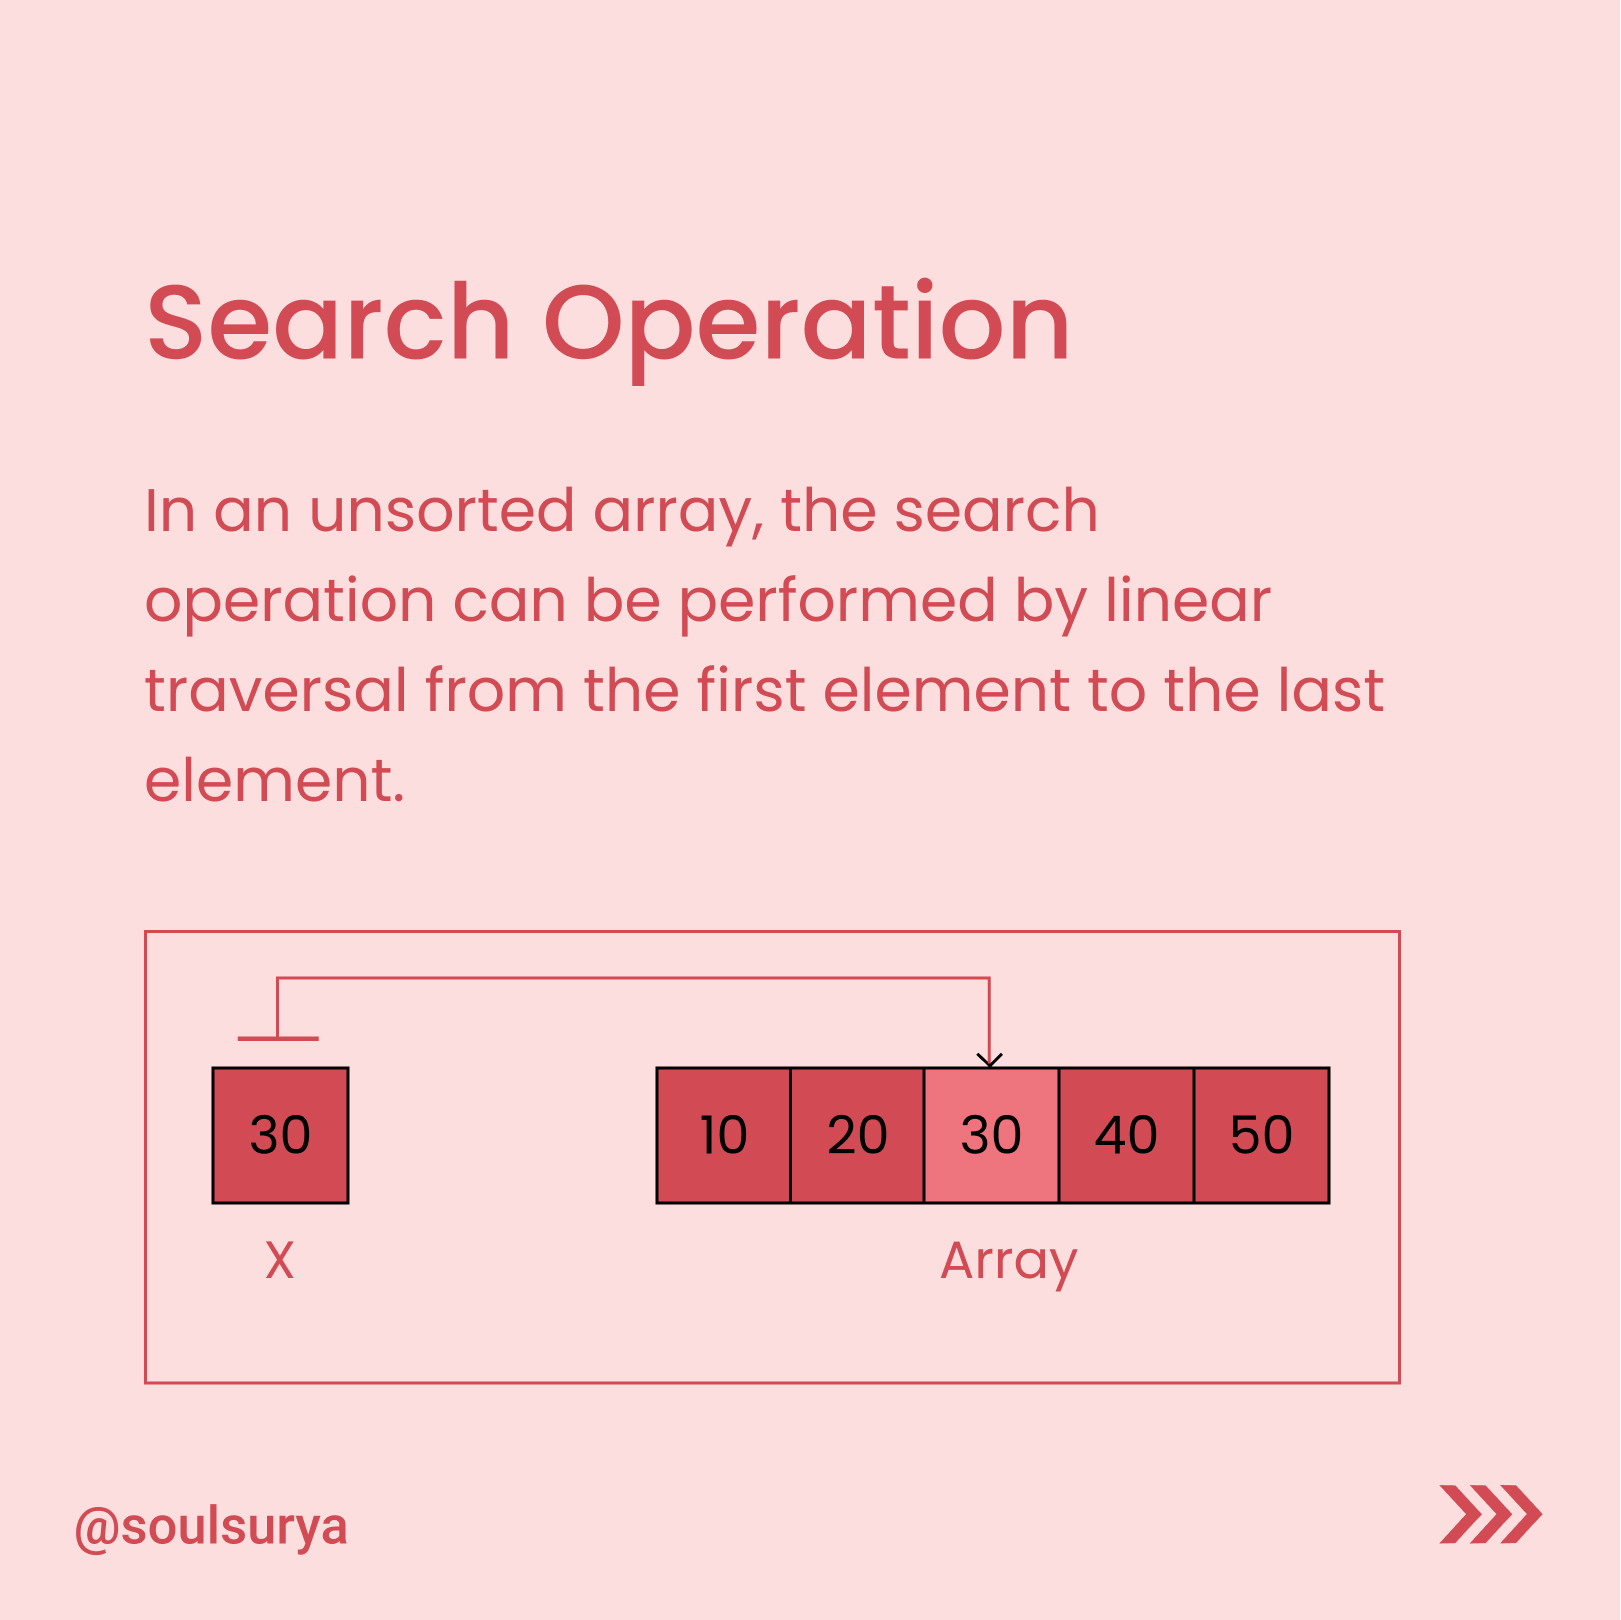 Search Operation
In an unsorted array, the search
operation can be performed by linear
traversal from the first element to the last
element.
30
10 20 30 40 50
X
Array
@soulsurya